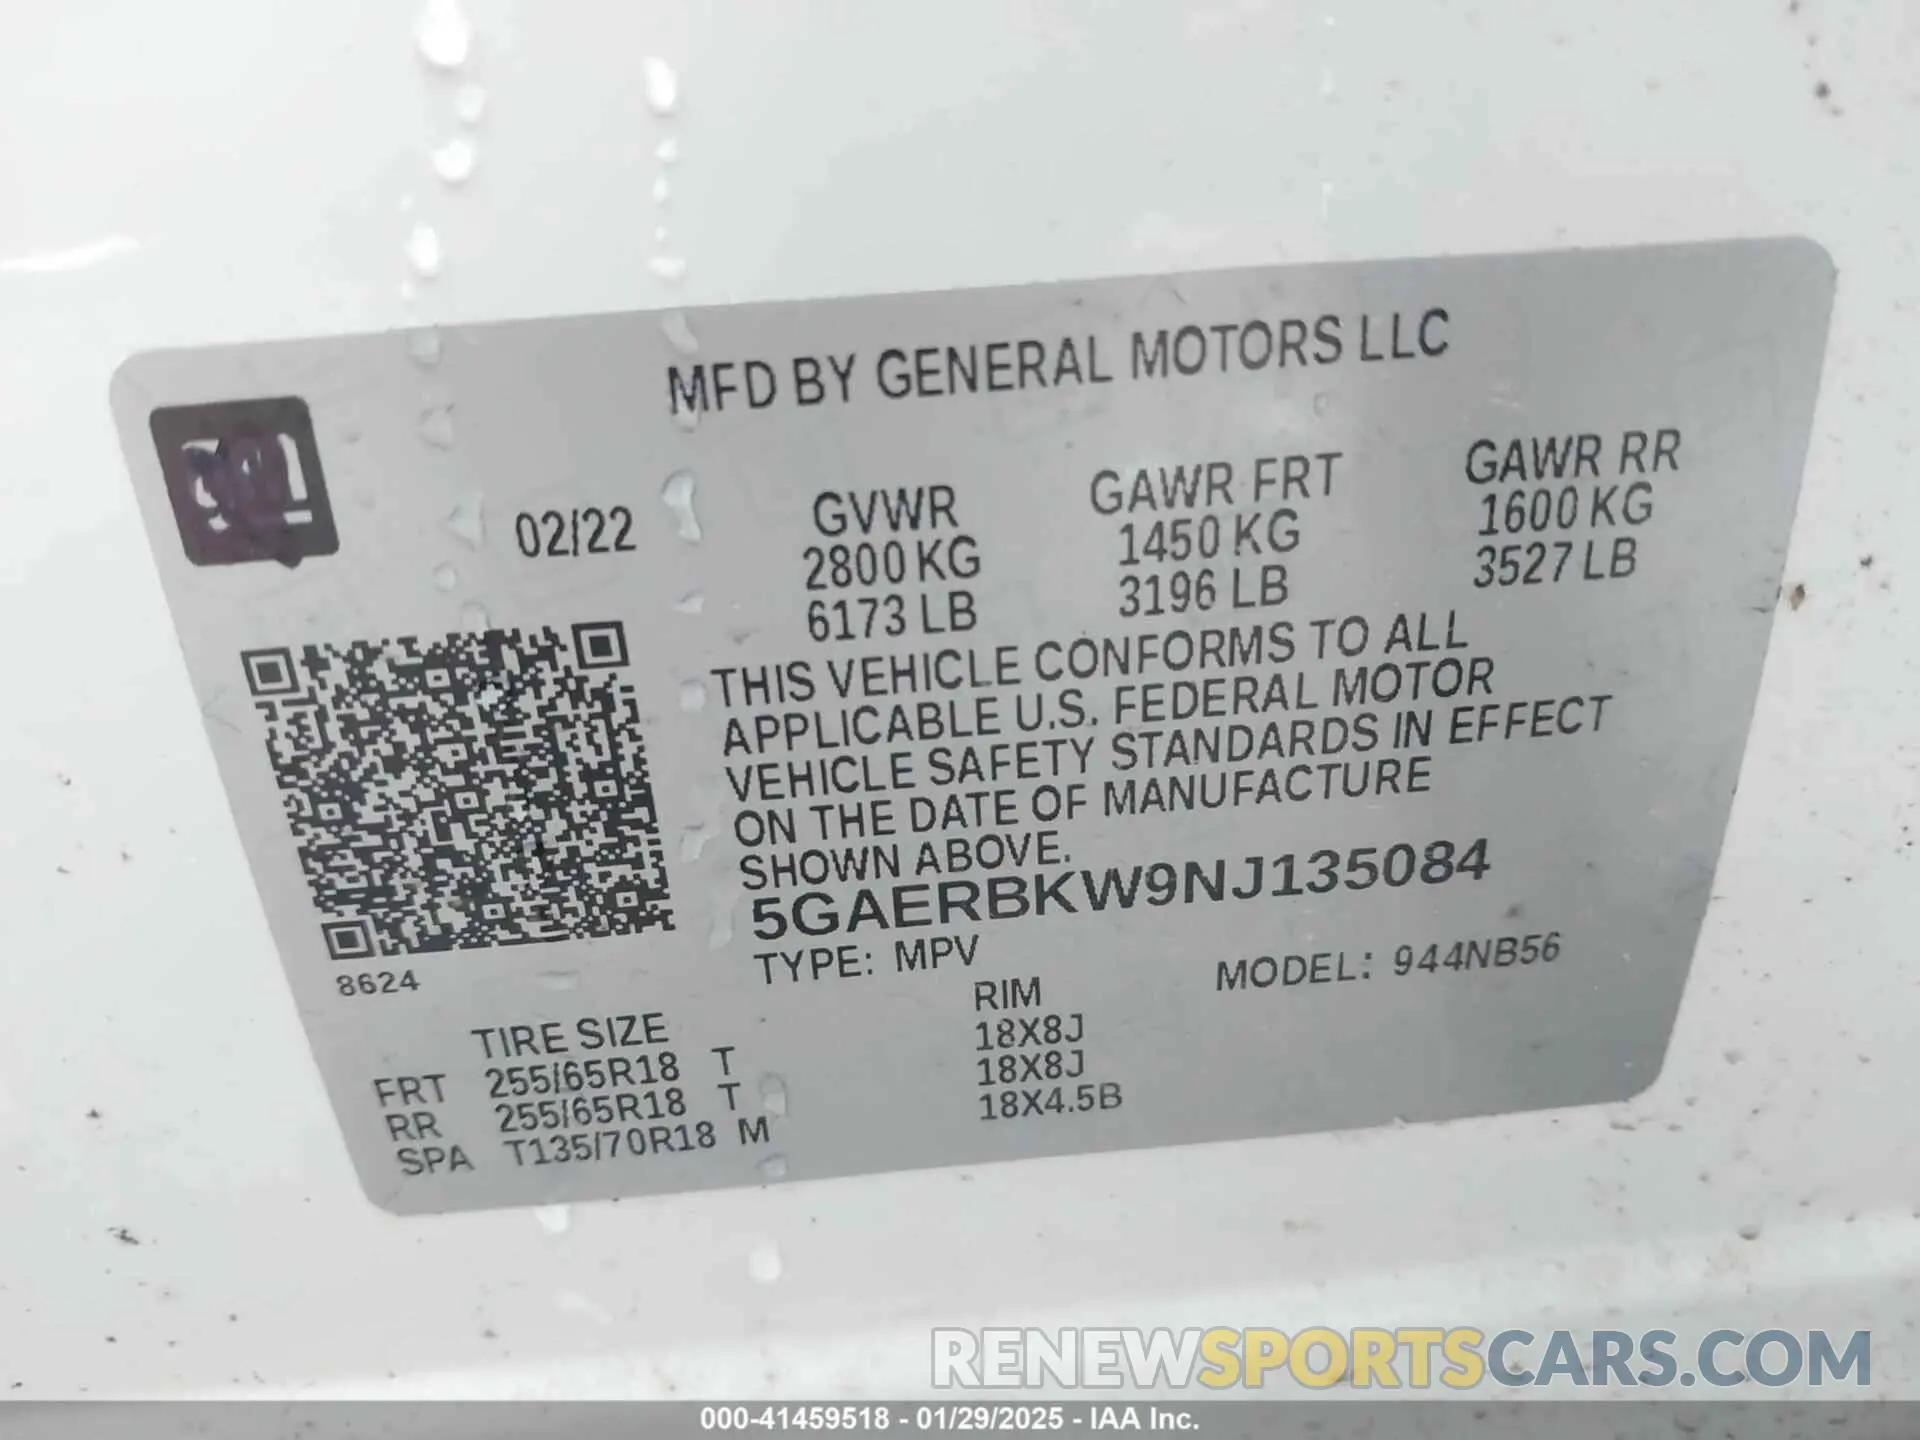 MFD BY GENERAL MOTORS LLC
02/22
GVWR GAWR FRT GAWR RR
2800 KG 1450 KG 1600 KG
6173 LB 3196 LB 3527 LB
THIS VEHICLE CONFORMS TO ALL
APPLICABLE U.S. FEDERAL MOTOR
VEHICLE SAFETY STANDARDS IN EFFECT
ON THE DATE OF MANUFACTURE
SHOWN ABOVE.
5GAERBKW9NJ135084
TYPE: MPV MODEL: 944NB56
8624
TIRE SIZE RIM
FRT 255/65R18 T 18X8J
RR 255/65R18 T 18X8J
SPA T135/70R18 M 18X4.5B
RENEWSPORTSCARS.COM
000-41459518 - 01/29/2025 - IAA Inc.